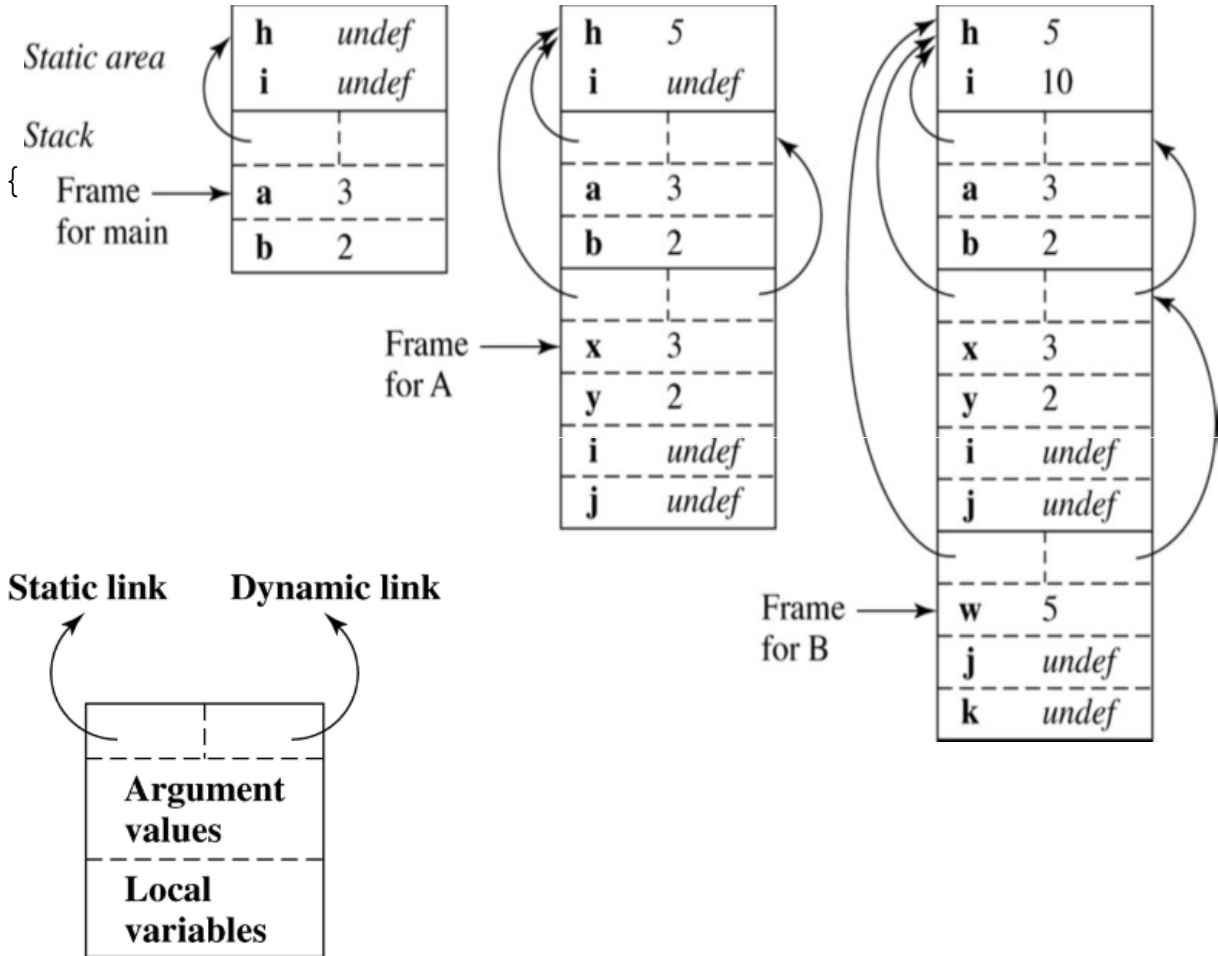 Static area
Stack
{
Frame
for main
h undef
i undef
a 3
b 2
h 5
i undef
a 3
b 2
Frame
for A
x 3
y 2
i undef
j undef
h 5
i 10
a 3
b 2
x 3
y 2
i undef
j undef
Frame
for B
w 5
j undef
k undef
Static link Dynamic link
Argument
values
Local
variables